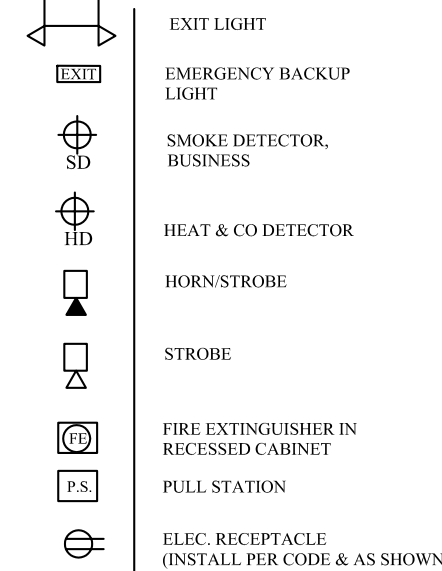 EXIT LIGHT
EXIT
EMERGENCY BACKUP
LIGHT
SD
SMOKE DETECTOR,
BUSINESS
HD
HEAT & CO DETECTOR
HORN/STROBE
STROBE
FE
FIRE EXTINGUISHER IN
RECESSED CABINET
P.S.
PULL STATION
ELEC. RECEPTACLE
(INSTALL PER CODE & AS SHOWN